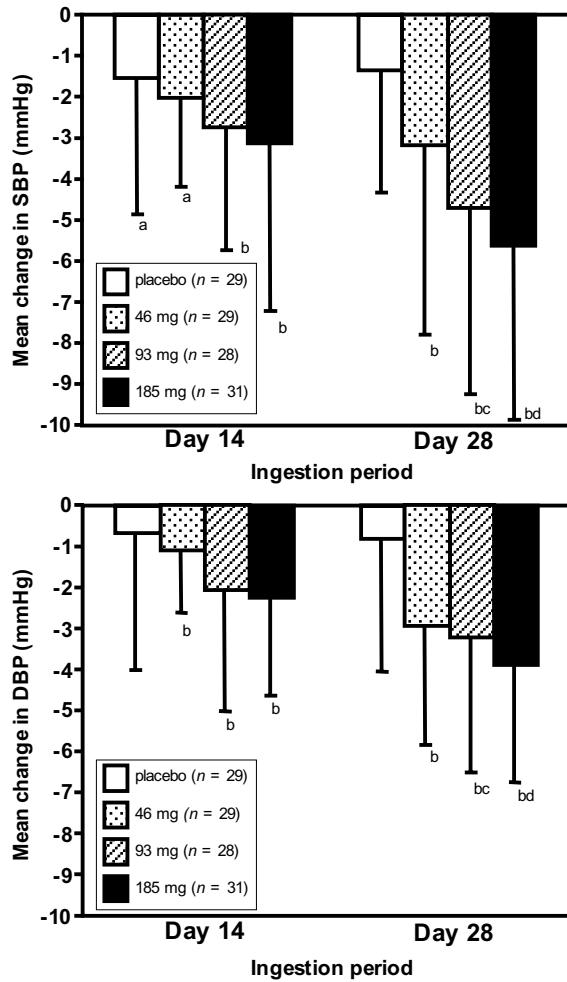 Mean change in SBP (mmHg)
-0
-1
-2
-3
-4
-5
-6
-7
-8
-9
-10
a
a
b
b
b
bc
bd
placebo (n = 29)
46 mg (n = 29)
93 mg (n = 28)
185 mg (n = 31)
Day 14
Day 28
Ingestion period
Mean change in DBP (mmHg)
0
-1
-2
-3
-4
-5
-6
-7
-8
-9
-10
b
b
b
b
bc
bd
placebo (n = 29)
46 mg (n = 29)
93 mg (n = 28)
185 mg (n = 31)
Day 14
Day 28
Ingestion period